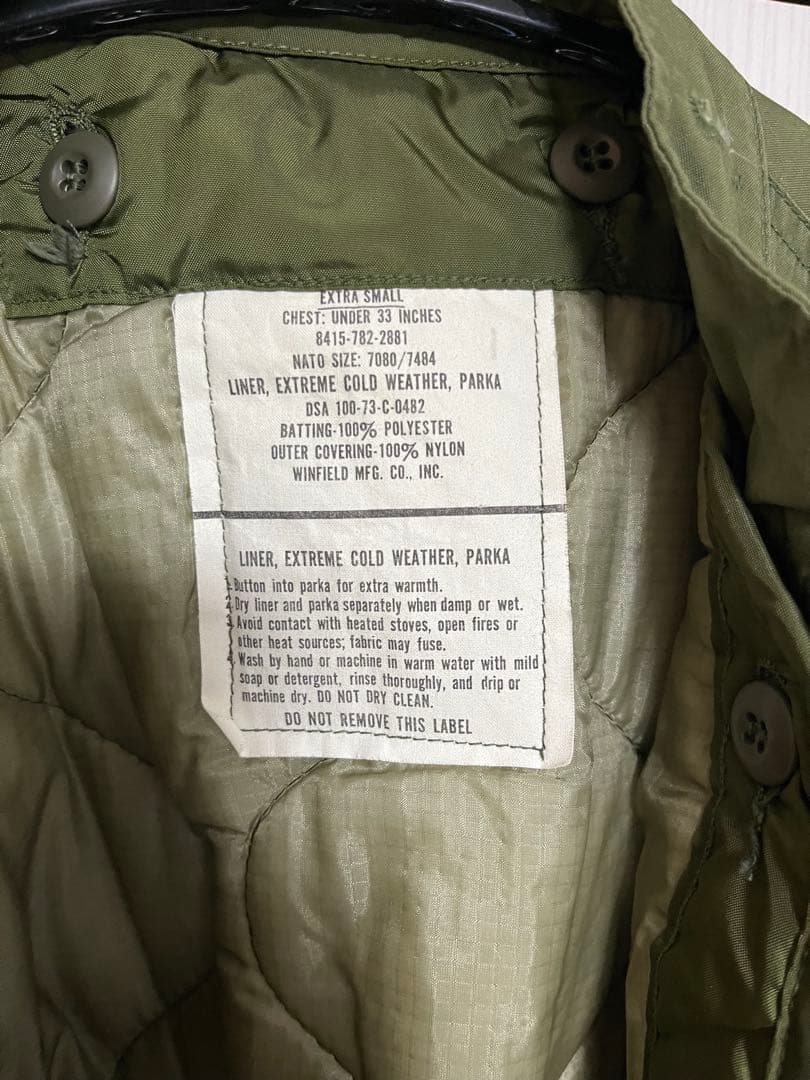 EXTRA SMALL
CHEST: UNDER 33 INCHES
8415-782-2881
NATO SIZE: 7080/7484
LINER, EXTREME COLD WEATHER, PARKA
DSA 100-73-C-0482
BATTING-100% POLYESTER
OUTER COVERING-100% NYLON
WINFIELD MFG. CO., INC.
LINER, EXTREME COLD WEATHER, PARKA
1. Button into parka for extra warmth.
2. Dry liner and parka separately when damp or wet.
3. Avoid contact with heated stoves, open fires or
other heat sources; fabric may fuse.
4. Wash by hand or machine in warm water with mild
soap or detergent, rinse thoroughly, and drip or
machine dry. DO NOT DRY CLEAN.
DO NOT REMOVE THIS LABEL